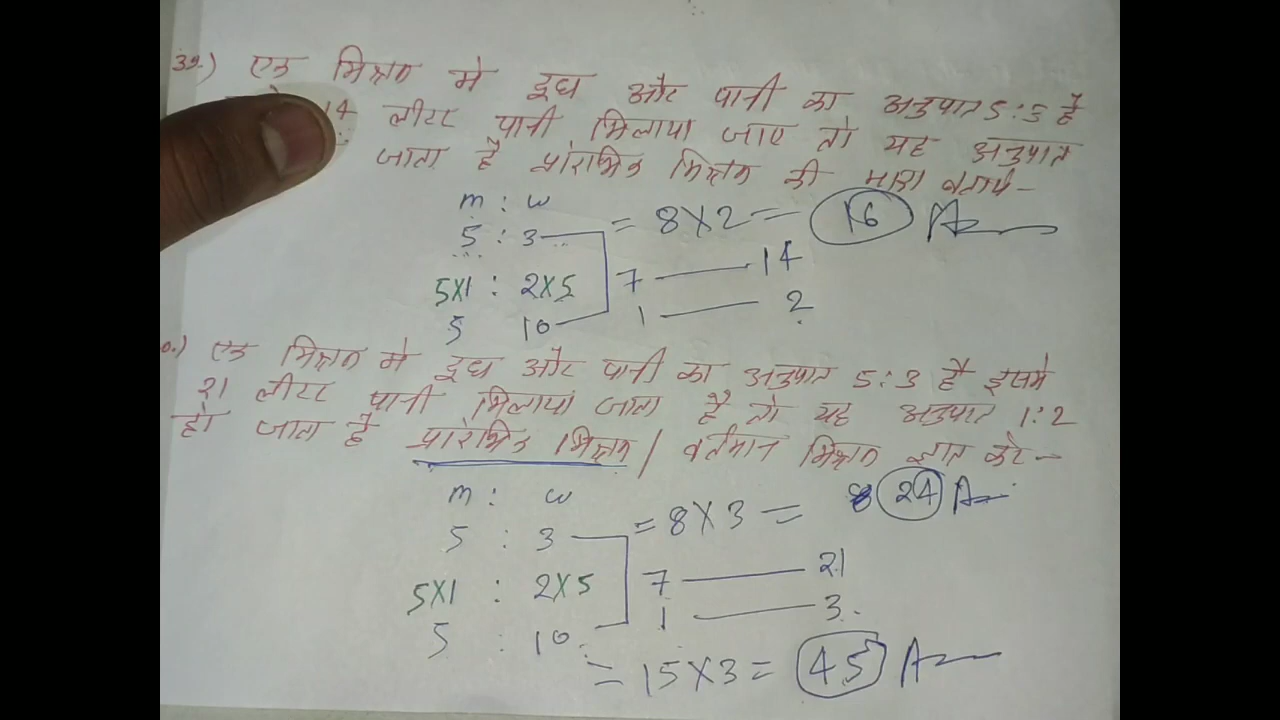 39.) एक मिश्रण मे दूध और पानी का अनुपात 5:3 है
14 लीटर पानी मिलाया जाए तो यह अनुपात
जाता है प्रारंभिक मिश्रण की मात्रा बताये-
m : w
5 : 3 = 8X2 = 16 Ans
5X1 : 2X5 7 — 14
5 10 1 — 2
0.) एक मिश्रण मे दूध और पानी का अनुपात 5:3 है इसमे
21 लीटर पानी मिलाया जाता है तो यह अनुपात 1:2
हो जाता है प्रारंभिक मिश्रण / वर्तमान मिश्रण ज्ञात करे-
m : w
5 : 3 = 8X3 = 24 Ans
5X1 : 2X5 7 — 21
5 : 10 1 — 3
= 15X3 = 45 Ans